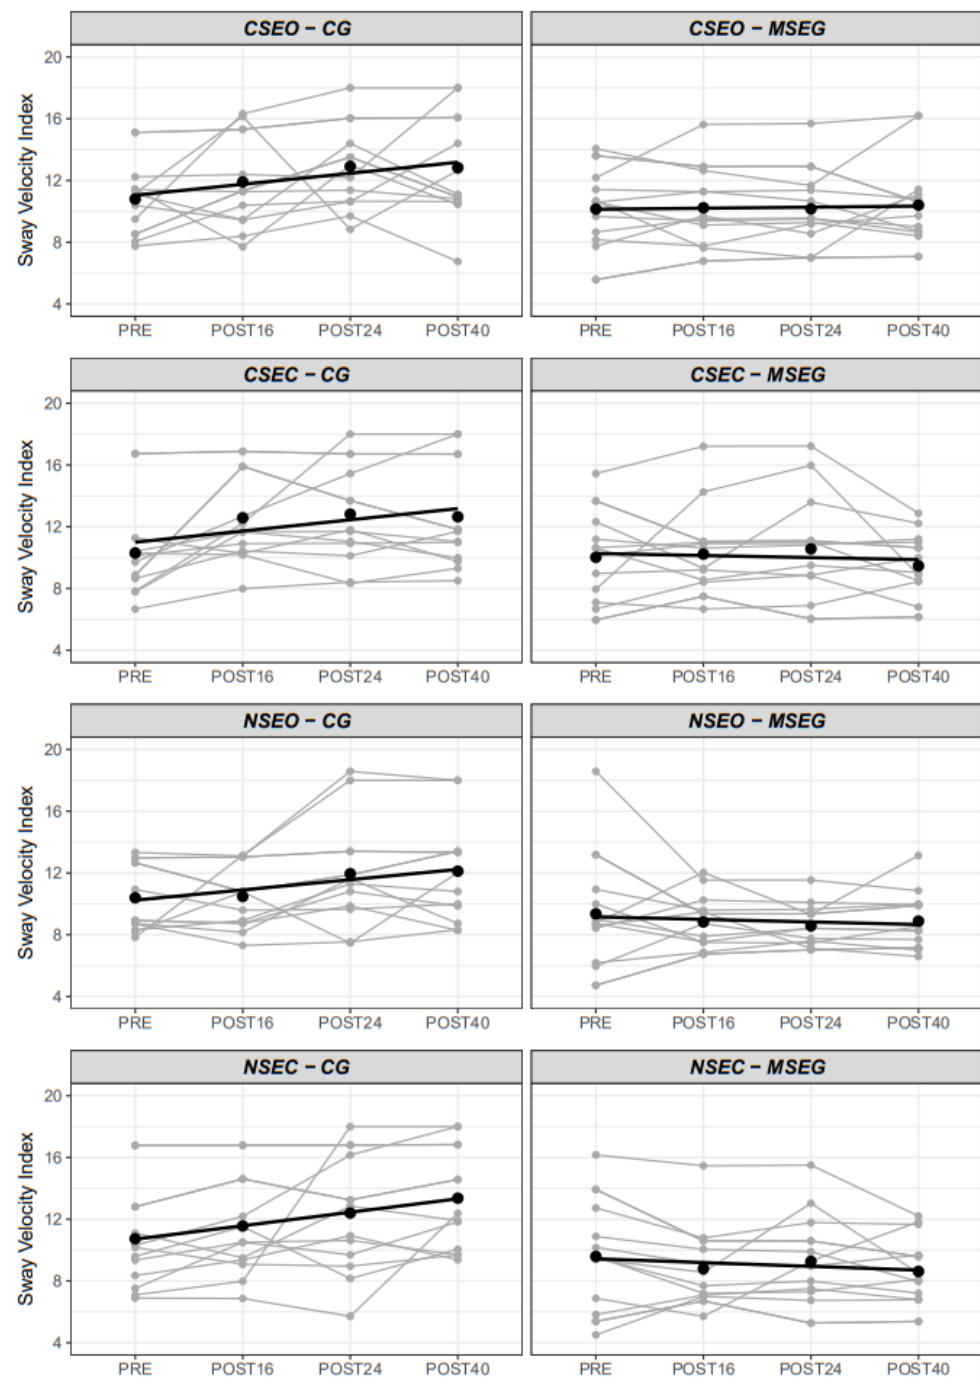 CSEO − CG
CSEO − MSEG
Sway Velocity Index
20
16
12
8
4
PRE POST16 POST24 POST40
PRE POST16 POST24 POST40
CSEC − CG
CSEC − MSEG
Sway Velocity Index
20
16
12
8
4
PRE POST16 POST24 POST40
PRE POST16 POST24 POST40
NSEO − CG
NSEO − MSEG
Sway Velocity Index
20
16
12
8
4
PRE POST16 POST24 POST40
PRE POST16 POST24 POST40
NSEC − CG
NSEC − MSEG
Sway Velocity Index
20
16
12
8
4
PRE POST16 POST24 POST40
PRE POST16 POST24 POST40